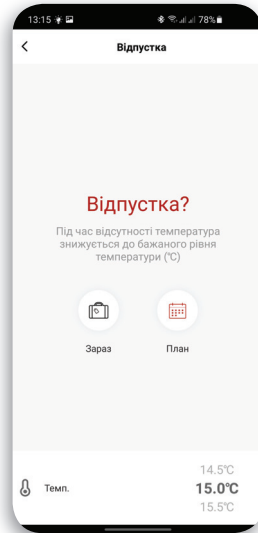 13:15 78%
Відпустка
Відпустка?
Під час відсутності температура
знижується до бажаного рівня
температури (℃)
Зараз План
14.5℃
Темп. 15.0℃
15.5℃